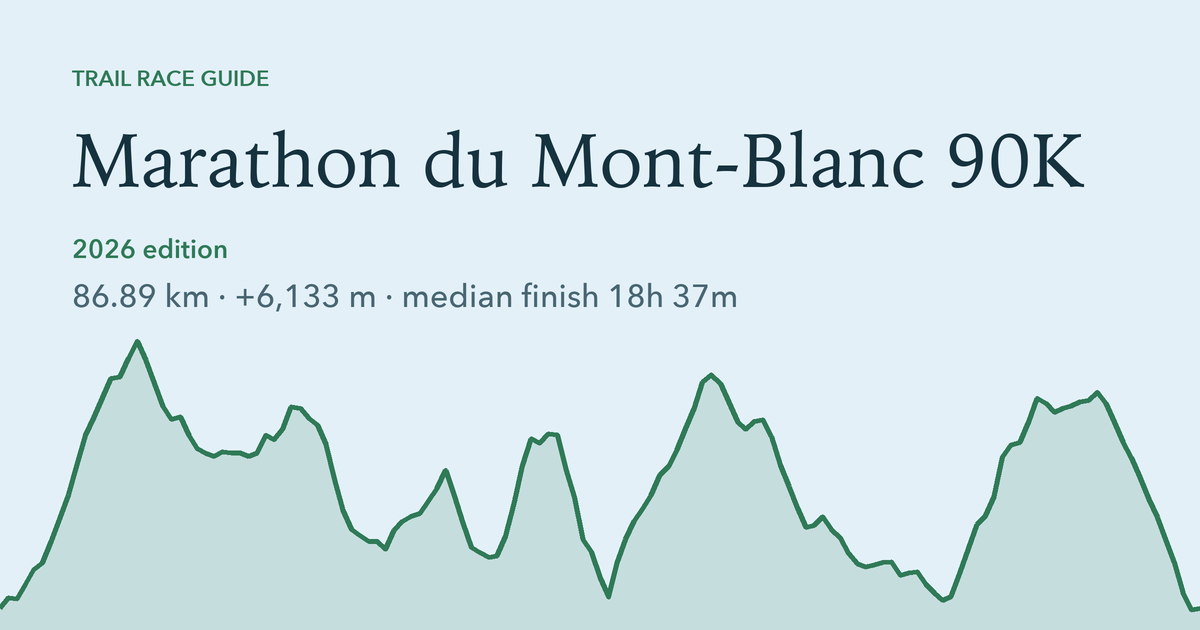 TRAIL RACE GUIDE
Marathon du Mont-Blanc 90K
2026 edition
86.89 km · +6,133 m · median finish 18h 37m